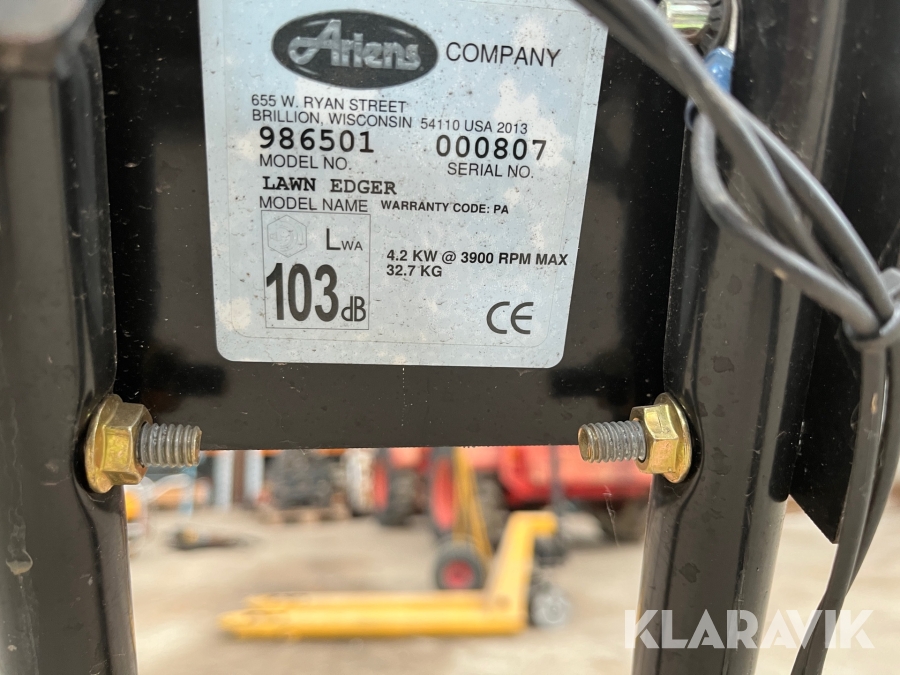 Ariens COMPANY
655 W. RYAN STREET
BRILLION, WISCONSIN 54110 USA 2013
986501 000807
MODEL NO. SERIAL NO.
LAWN EDGER
MODEL NAME WARRANTY CODE: PA
LWA
103dB
4.2 KW @ 3900 RPM MAX
32.7 KG
CE
KLARAVIK